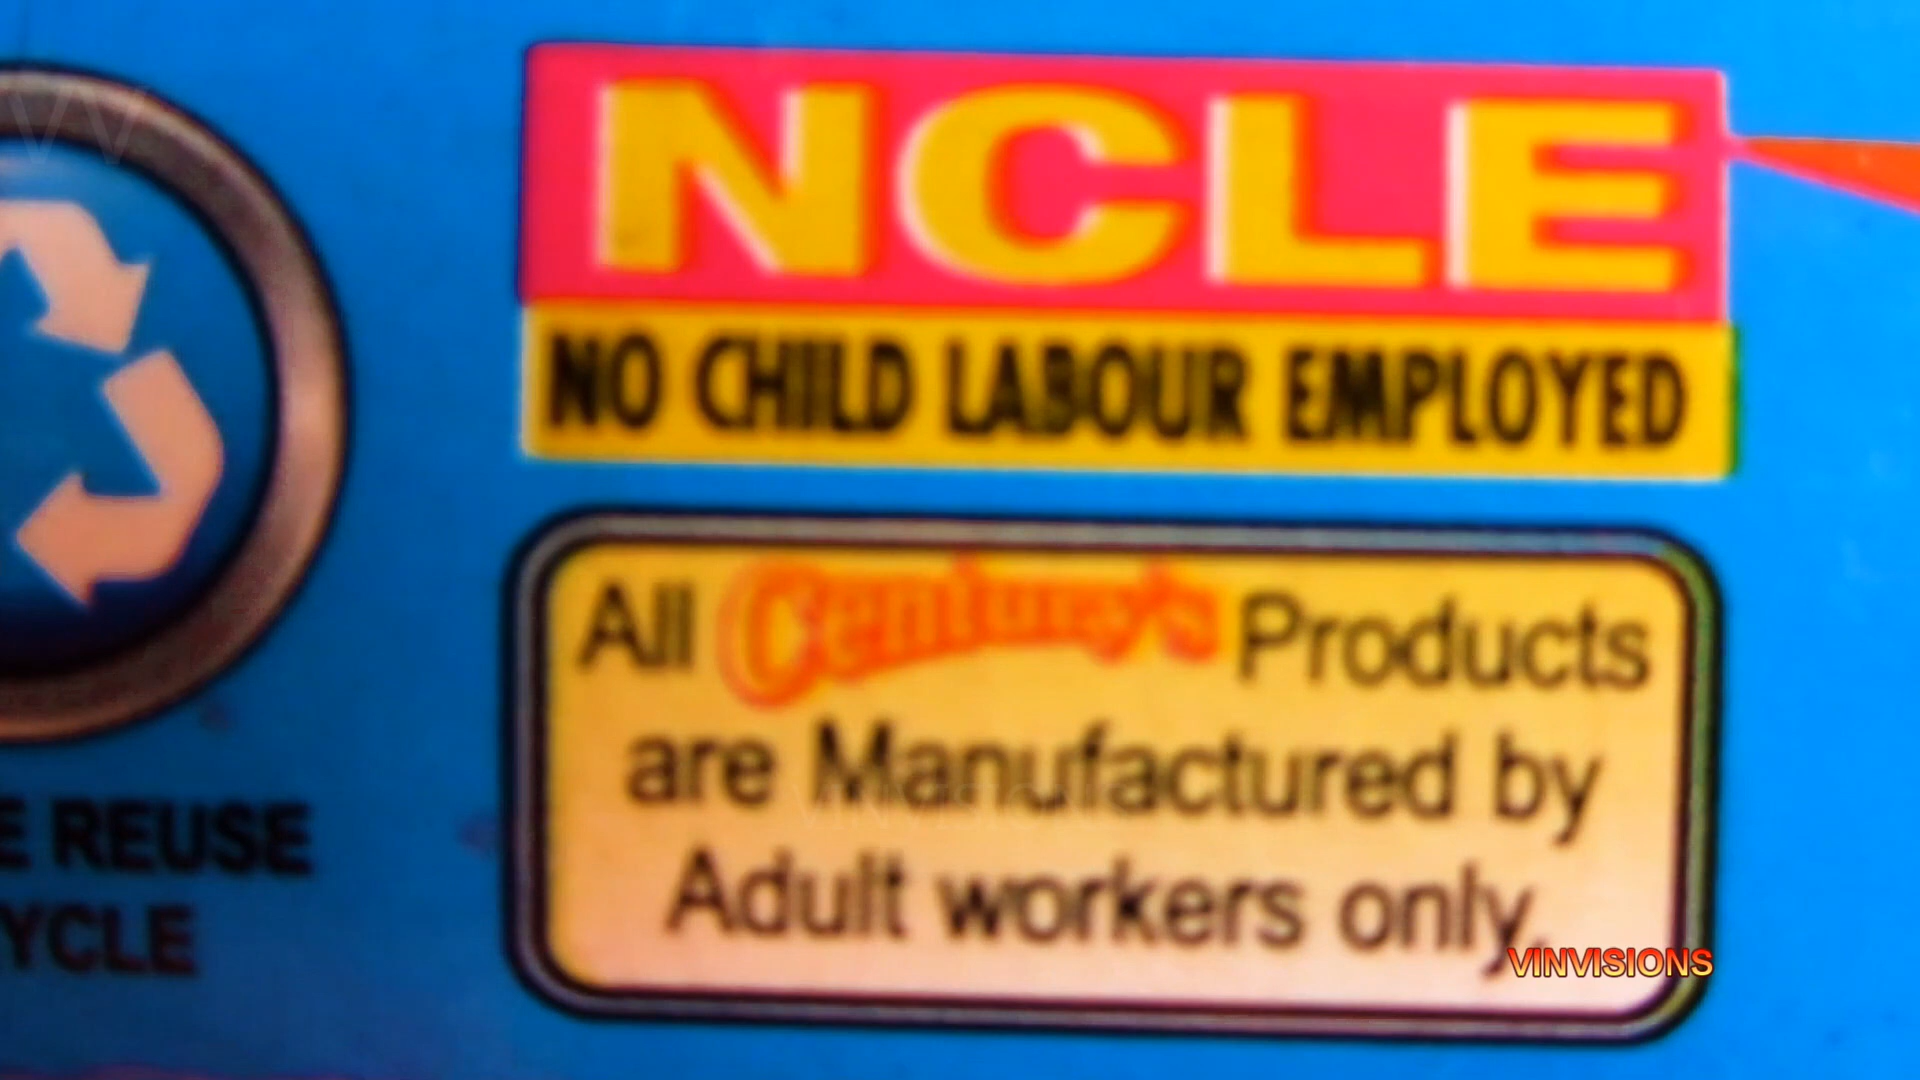 NCLE
NO CHILD LABOUR EMPLOYED
All Century's Products
are Manufactured by
Adult workers only.
E REUSE
YCLE
VINVISIONS